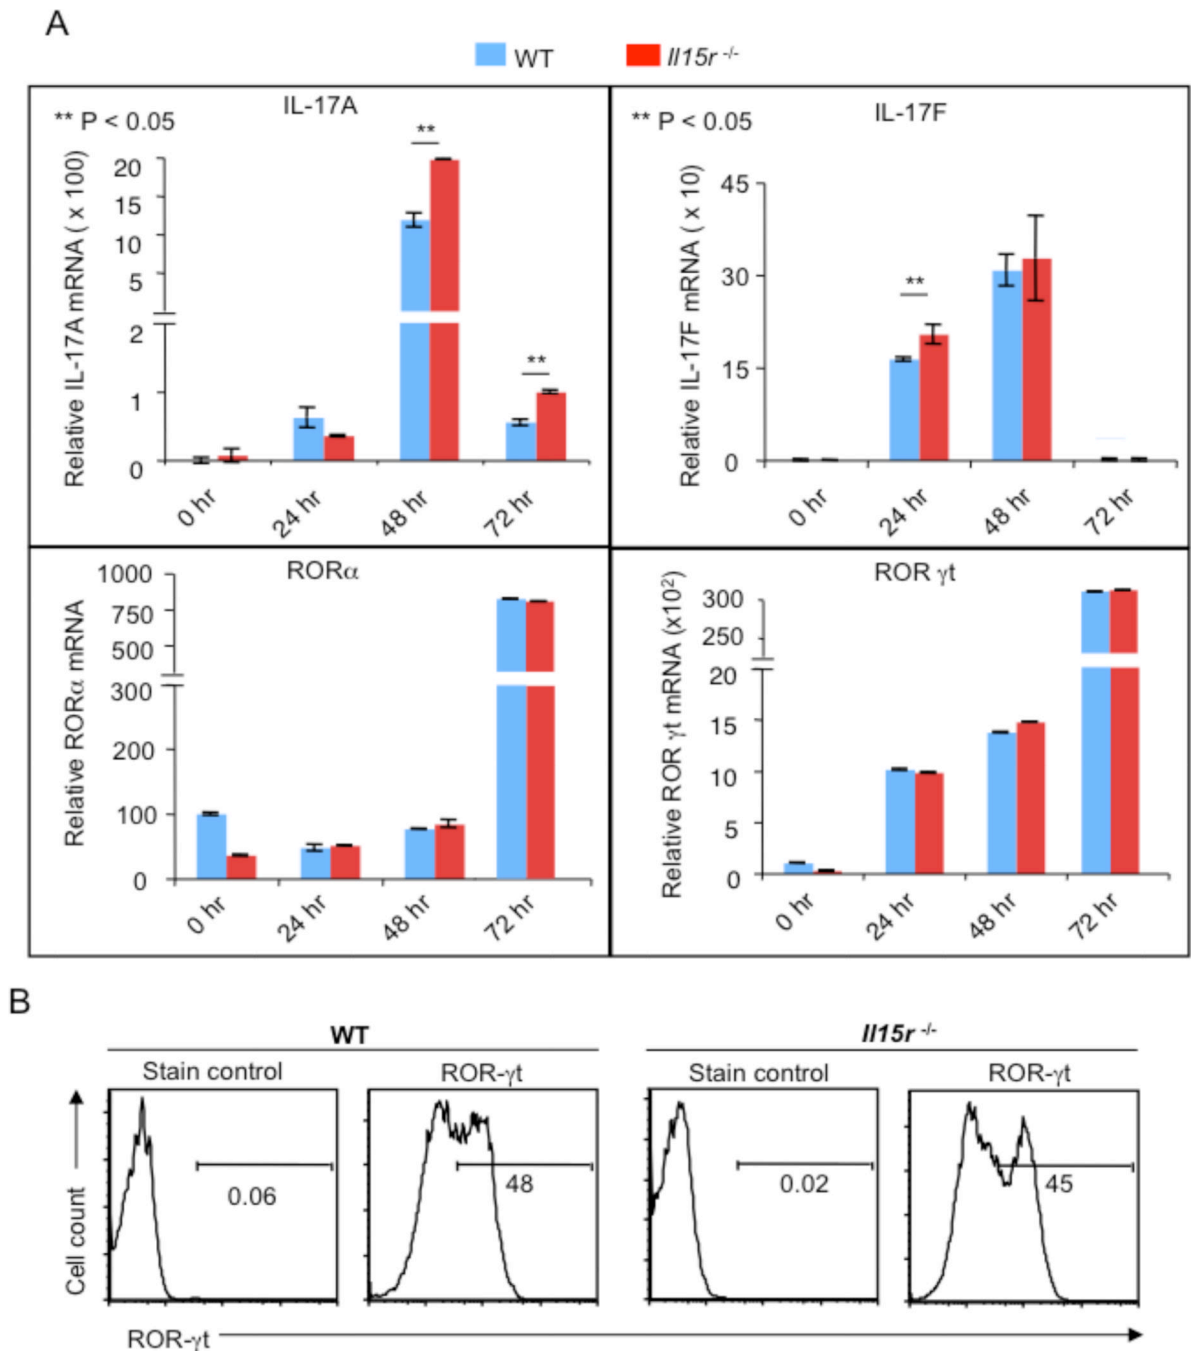 A
WT Il15r -/-
IL-17A
** P < 0.05
Relative IL-17A mRNA ( x 100)
20
15
10
5
2
1
0
**
**
0 hr 24 hr 48 hr 72 hr
IL-17F
** P < 0.05
Relative IL-17F mRNA ( x 10)
45
30
15
0
**
0 hr 24 hr 48 hr 72 hr
RORα
Relative RORα mRNA
1000
750
500
300
200
100
0
0 hr 24 hr 48 hr 72 hr
ROR γt
Relative ROR γt mRNA (x10²)
300
250
20
15
10
5
0
0 hr 24 hr 48 hr 72 hr
B
WT Il15r -/-
Stain control ROR-γt Stain control ROR-γt
Cell count
0.06 48 0.02 45
ROR-γt